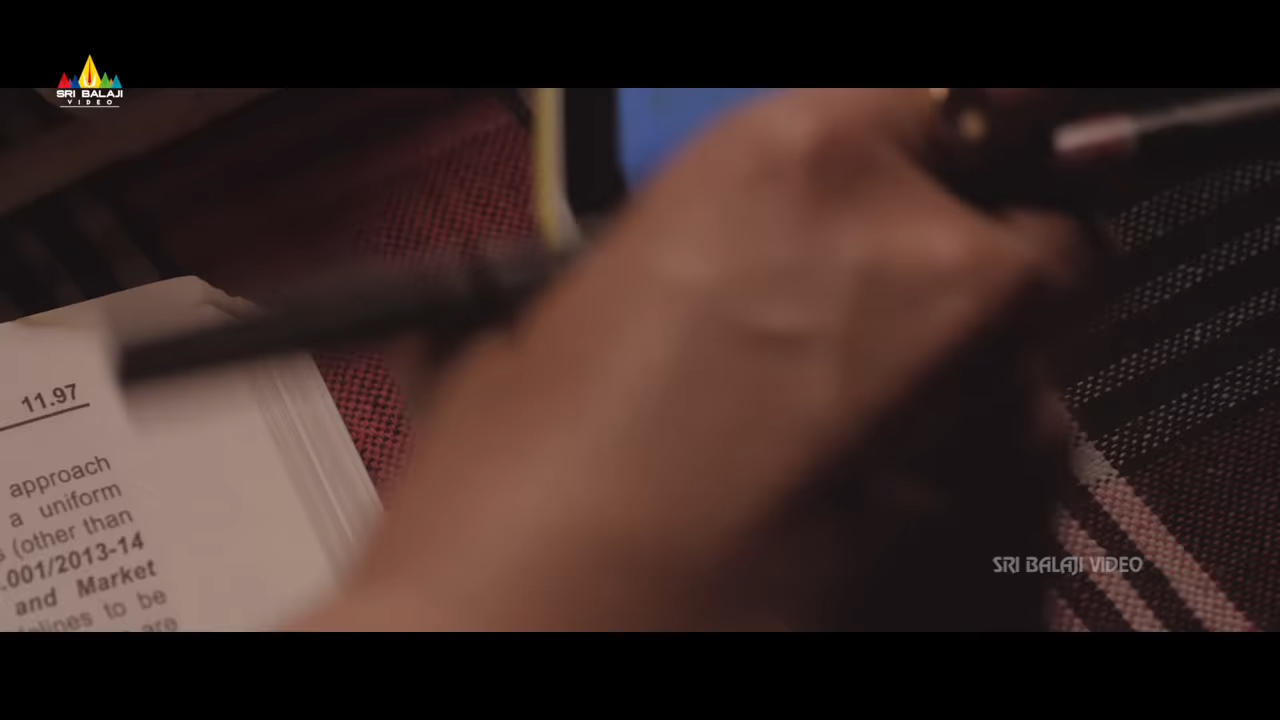 SRI BALAJI
VIDEO
11.97
approach
a uniform
(other than
.001/2013-14
and Market
to be
are
SRI BALAJI VIDEO